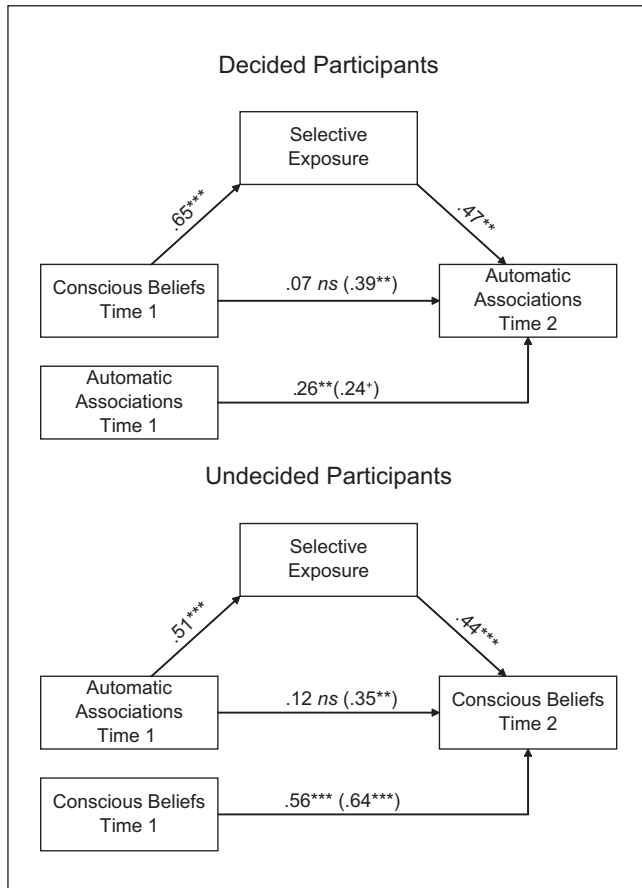 Decided Participants
Selective
Exposure
.65***
.47**
Conscious Beliefs
Time 1
.07 ns (.39**)
Automatic
Associations
Time 2
Automatic
Associations
Time 1
.26**(.24+)
Undecided Participants
Selective
Exposure
.51***
.44***
Automatic
Associations
Time 1
.12 ns (.35**)
Conscious Beliefs
Time 2
Conscious Beliefs
Time 1
.56*** (.64***)